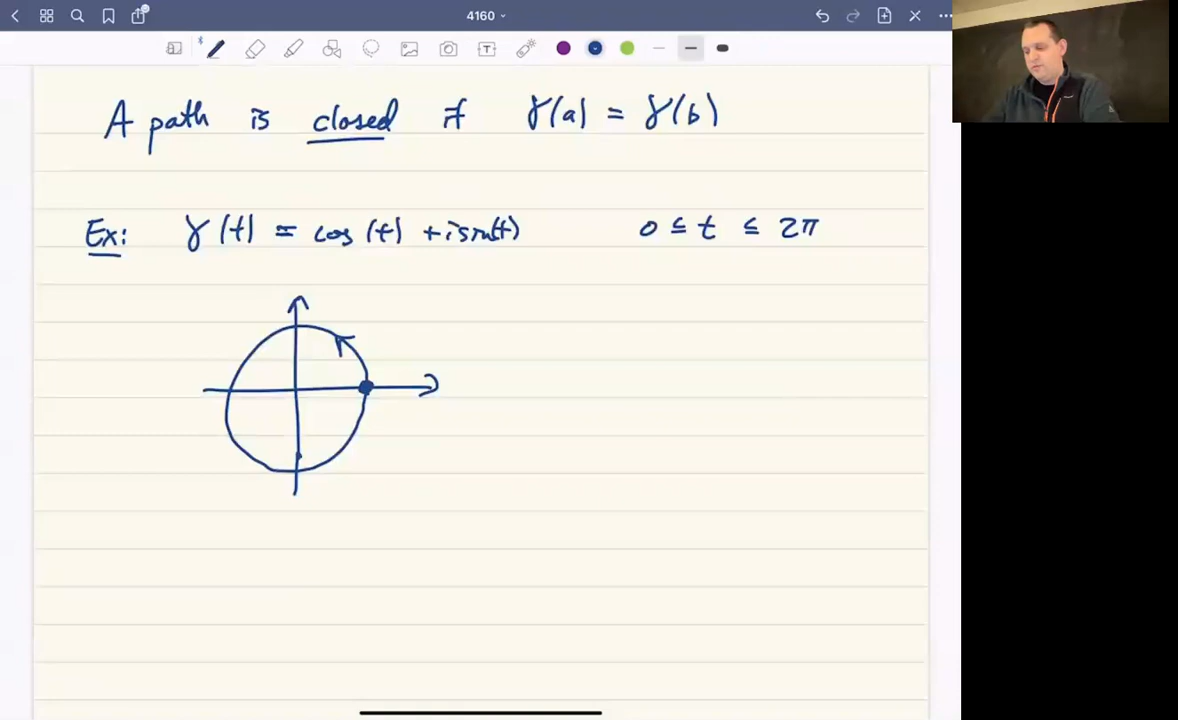 4160
A path is closed if γ(a) = γ(b)
Ex: γ(t) = cos(t) + i sin(t) 0 ≤ t ≤ 2π